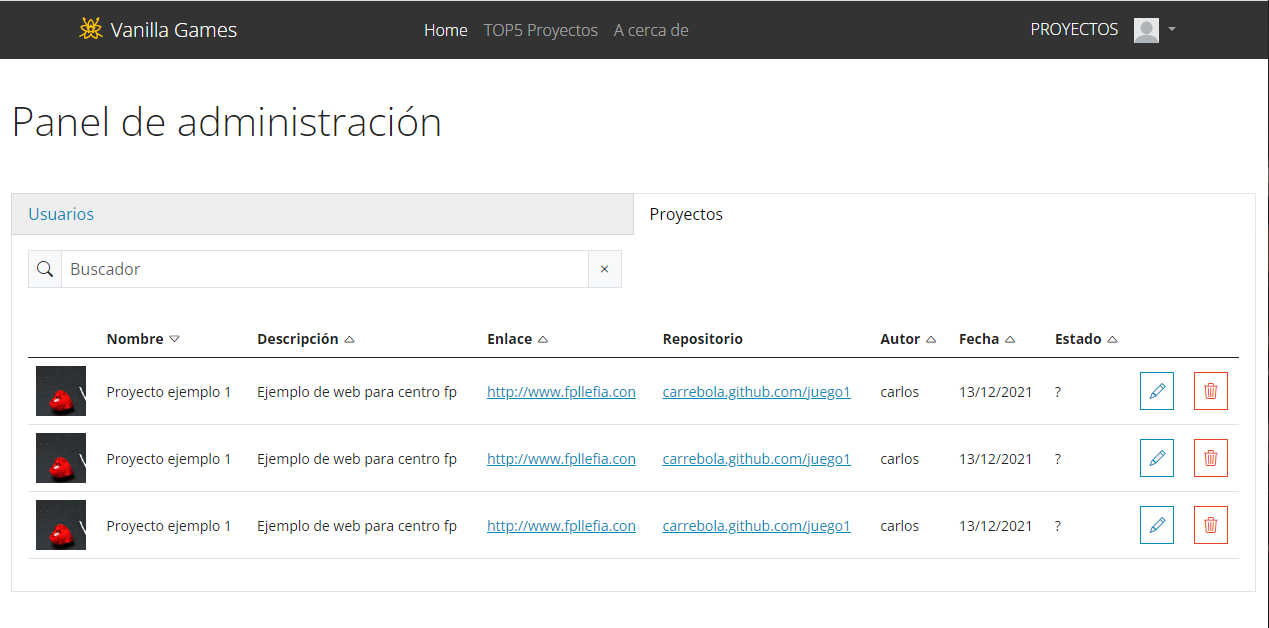 Vanilla Games Home TOP5 Proyectos A cerca de PROYECTOS
Panel de administración
Usuarios Proyectos
Buscador ×
Nombre Descripción Enlace Repositorio Autor Fecha Estado
Proyecto ejemplo 1 Ejemplo de web para centro fp http://www.fpllefia.con carrebola.github.com/juego1 carlos 13/12/2021 ?
Proyecto ejemplo 1 Ejemplo de web para centro fp http://www.fpllefia.con carrebola.github.com/juego1 carlos 13/12/2021 ?
Proyecto ejemplo 1 Ejemplo de web para centro fp http://www.fpllefia.con carrebola.github.com/juego1 carlos 13/12/2021 ?